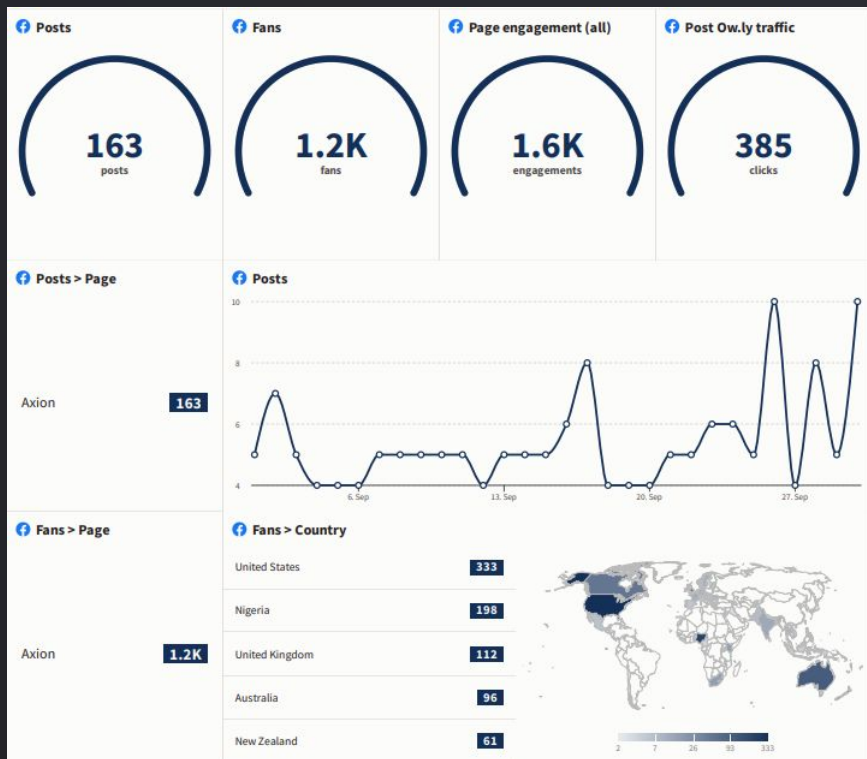 Posts
163
posts
Fans
1.2K
fans
Page engagement (all)
1.6K
engagements
Post Ow.ly traffic
385
clicks
Posts > Page
Axion 163
Posts
10
8
6
4
6. Sep 13. Sep 20. Sep 27. Sep
Fans > Page
Axion 1.2K
Fans > Country
United States 333
Nigeria 198
United Kingdom 112
Australia 96
New Zealand 61
2 7 26 93 333